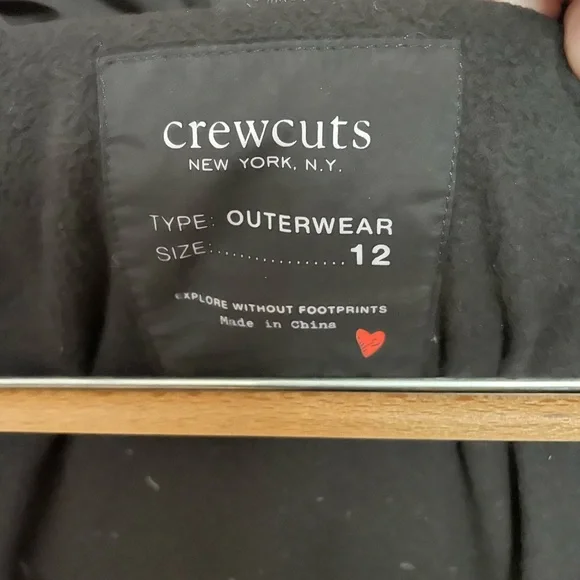 crewcuts
NEW YORK, N.Y.
TYPE: OUTERWEAR
SIZE:..................12
EXPLORE WITHOUT FOOTPRINTS
Made in China